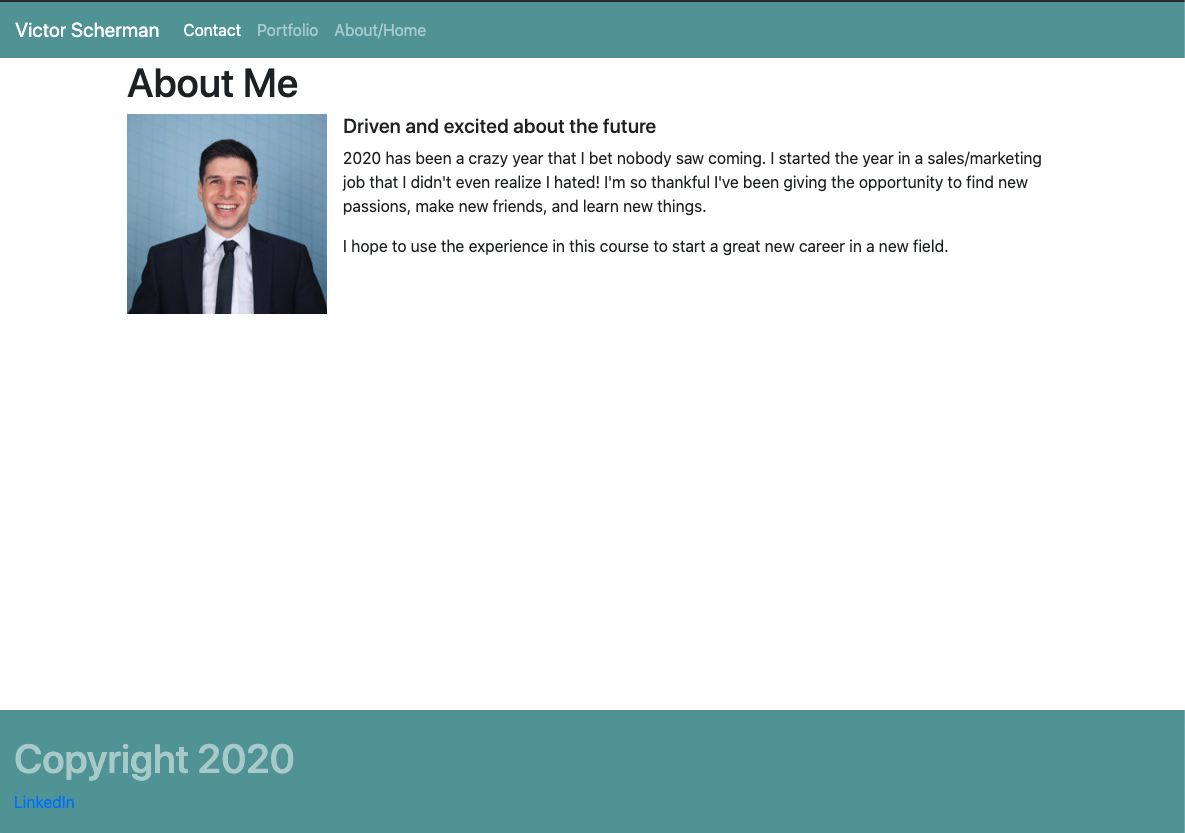 Victor Scherman Contact Portfolio About/Home
About Me
Driven and excited about the future
2020 has been a crazy year that I bet nobody saw coming. I started the year in a sales/marketing
job that I didn't even realize I hated! I'm so thankful I've been giving the opportunity to find new
passions, make new friends, and learn new things.
I hope to use the experience in this course to start a great new career in a new field.
Copyright 2020
LinkedIn